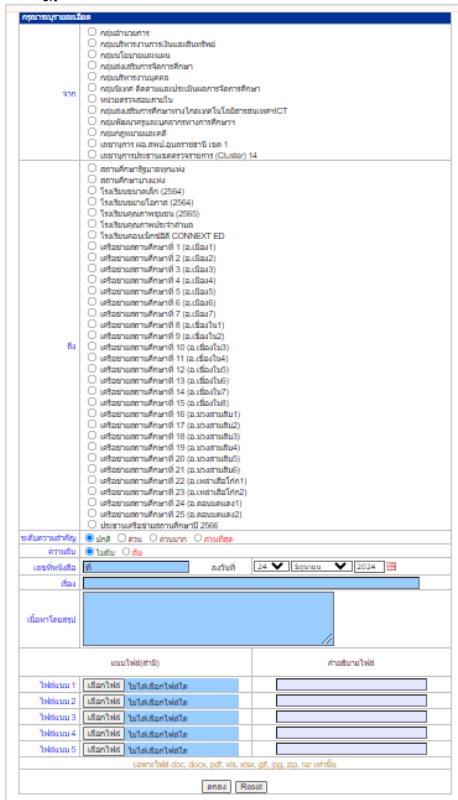 กรุณาระบุรายละเอียด
จาก
กลุ่มอำนวยการ
กลุ่มบริหารงานการเงินและสินทรัพย์
กลุ่มนโยบายและแผน
กลุ่มส่งเสริมการจัดการศึกษา
กลุ่มบริหารงานบุคคล
กลุ่มนิเทศ ติดตามและประเมินผลการจัดการศึกษา
หน่วยตรวจสอบภายใน
กลุ่มส่งเสริมการศึกษาทางไกลเทคโนโลยีสารสนเทศฯICT
กลุ่มพัฒนาครูและบุคลากรทางการศึกษาฯ
กลุ่มกฎหมายและคดี
เลขานุการ ผอ.สพป.อุบลราชธานี เขต 1
เลขานุการประธานเขตตรวจราชการ (Cluster) 14
ถึง
สถานศึกษารัฐบาลทุกแห่ง
สถานศึกษาบางแห่ง
โรงเรียนขนาดเล็ก (2564)
โรงเรียนขยายโอกาส (2564)
โรงเรียนคุณภาพชุมชน (2565)
โรงเรียนคุณภาพประจำตำบล
โรงเรียนคอนเน็กซ์อีดี CONNEXT ED
เครือข่ายสถานศึกษาที่ 1 (อ.เมือง1)
เครือข่ายสถานศึกษาที่ 2 (อ.เมือง2)
เครือข่ายสถานศึกษาที่ 3 (อ.เมือง3)
เครือข่ายสถานศึกษาที่ 4 (อ.เมือง4)
เครือข่ายสถานศึกษาที่ 5 (อ.เมือง5)
เครือข่ายสถานศึกษาที่ 6 (อ.เมือง6)
เครือข่ายสถานศึกษาที่ 7 (อ.เมือง7)
เครือข่ายสถานศึกษาที่ 8 (อ.เขื่องใน1)
เครือข่ายสถานศึกษาที่ 9 (อ.เขื่องใน2)
เครือข่ายสถานศึกษาที่ 10 (อ.เขื่องใน3)
เครือข่ายสถานศึกษาที่ 11 (อ.เขื่องใน4)
เครือข่ายสถานศึกษาที่ 12 (อ.เขื่องใน5)
เครือข่ายสถานศึกษาที่ 13 (อ.เขื่องใน6)
เครือข่ายสถานศึกษาที่ 14 (อ.เขื่องใน7)
เครือข่ายสถานศึกษาที่ 15 (อ.เขื่องใน8)
เครือข่ายสถานศึกษาที่ 16 (อ.ม่วงสามสิบ1)
เครือข่ายสถานศึกษาที่ 17 (อ.ม่วงสามสิบ2)
เครือข่ายสถานศึกษาที่ 18 (อ.ม่วงสามสิบ3)
เครือข่ายสถานศึกษาที่ 19 (อ.ม่วงสามสิบ4)
เครือข่ายสถานศึกษาที่ 20 (อ.ม่วงสามสิบ5)
เครือข่ายสถานศึกษาที่ 21 (อ.ม่วงสามสิบ6)
เครือข่ายสถานศึกษาที่ 22 (อ.เหล่าเสือโก้ก1)
เครือข่ายสถานศึกษาที่ 23 (อ.เหล่าเสือโก้ก2)
เครือข่ายสถานศึกษาที่ 24 (อ.ดอนมดแดง1)
เครือข่ายสถานศึกษาที่ 25 (อ.ดอนมดแดง2)
ประธานเครือข่ายสถานศึกษาปี 2566
ระดับความสำคัญ ปกติ ด่วน ด่วนมาก ด่วนที่สุด
ความลับ ไม่ลับ ลับ
เลขที่หนังสือ ที่ ลงวันที่ 24 มิถุนายน 2024
เรื่อง
เนื้อหาโดยสรุป
แนบไฟล์(ถ้ามี) คำอธิบายไฟล์
ไฟล์แนบ 1 เลือกไฟล์ ไม่ได้เลือกไฟล์ใด
ไฟล์แนบ 2 เลือกไฟล์ ไม่ได้เลือกไฟล์ใด
ไฟล์แนบ 3 เลือกไฟล์ ไม่ได้เลือกไฟล์ใด
ไฟล์แนบ 4 เลือกไฟล์ ไม่ได้เลือกไฟล์ใด
ไฟล์แนบ 5 เลือกไฟล์ ไม่ได้เลือกไฟล์ใด
เฉพาะไฟล์ doc, docx, pdf, xls, xlsx, gif, jpg, zip, rar เท่านั้น
ตกลง Reset